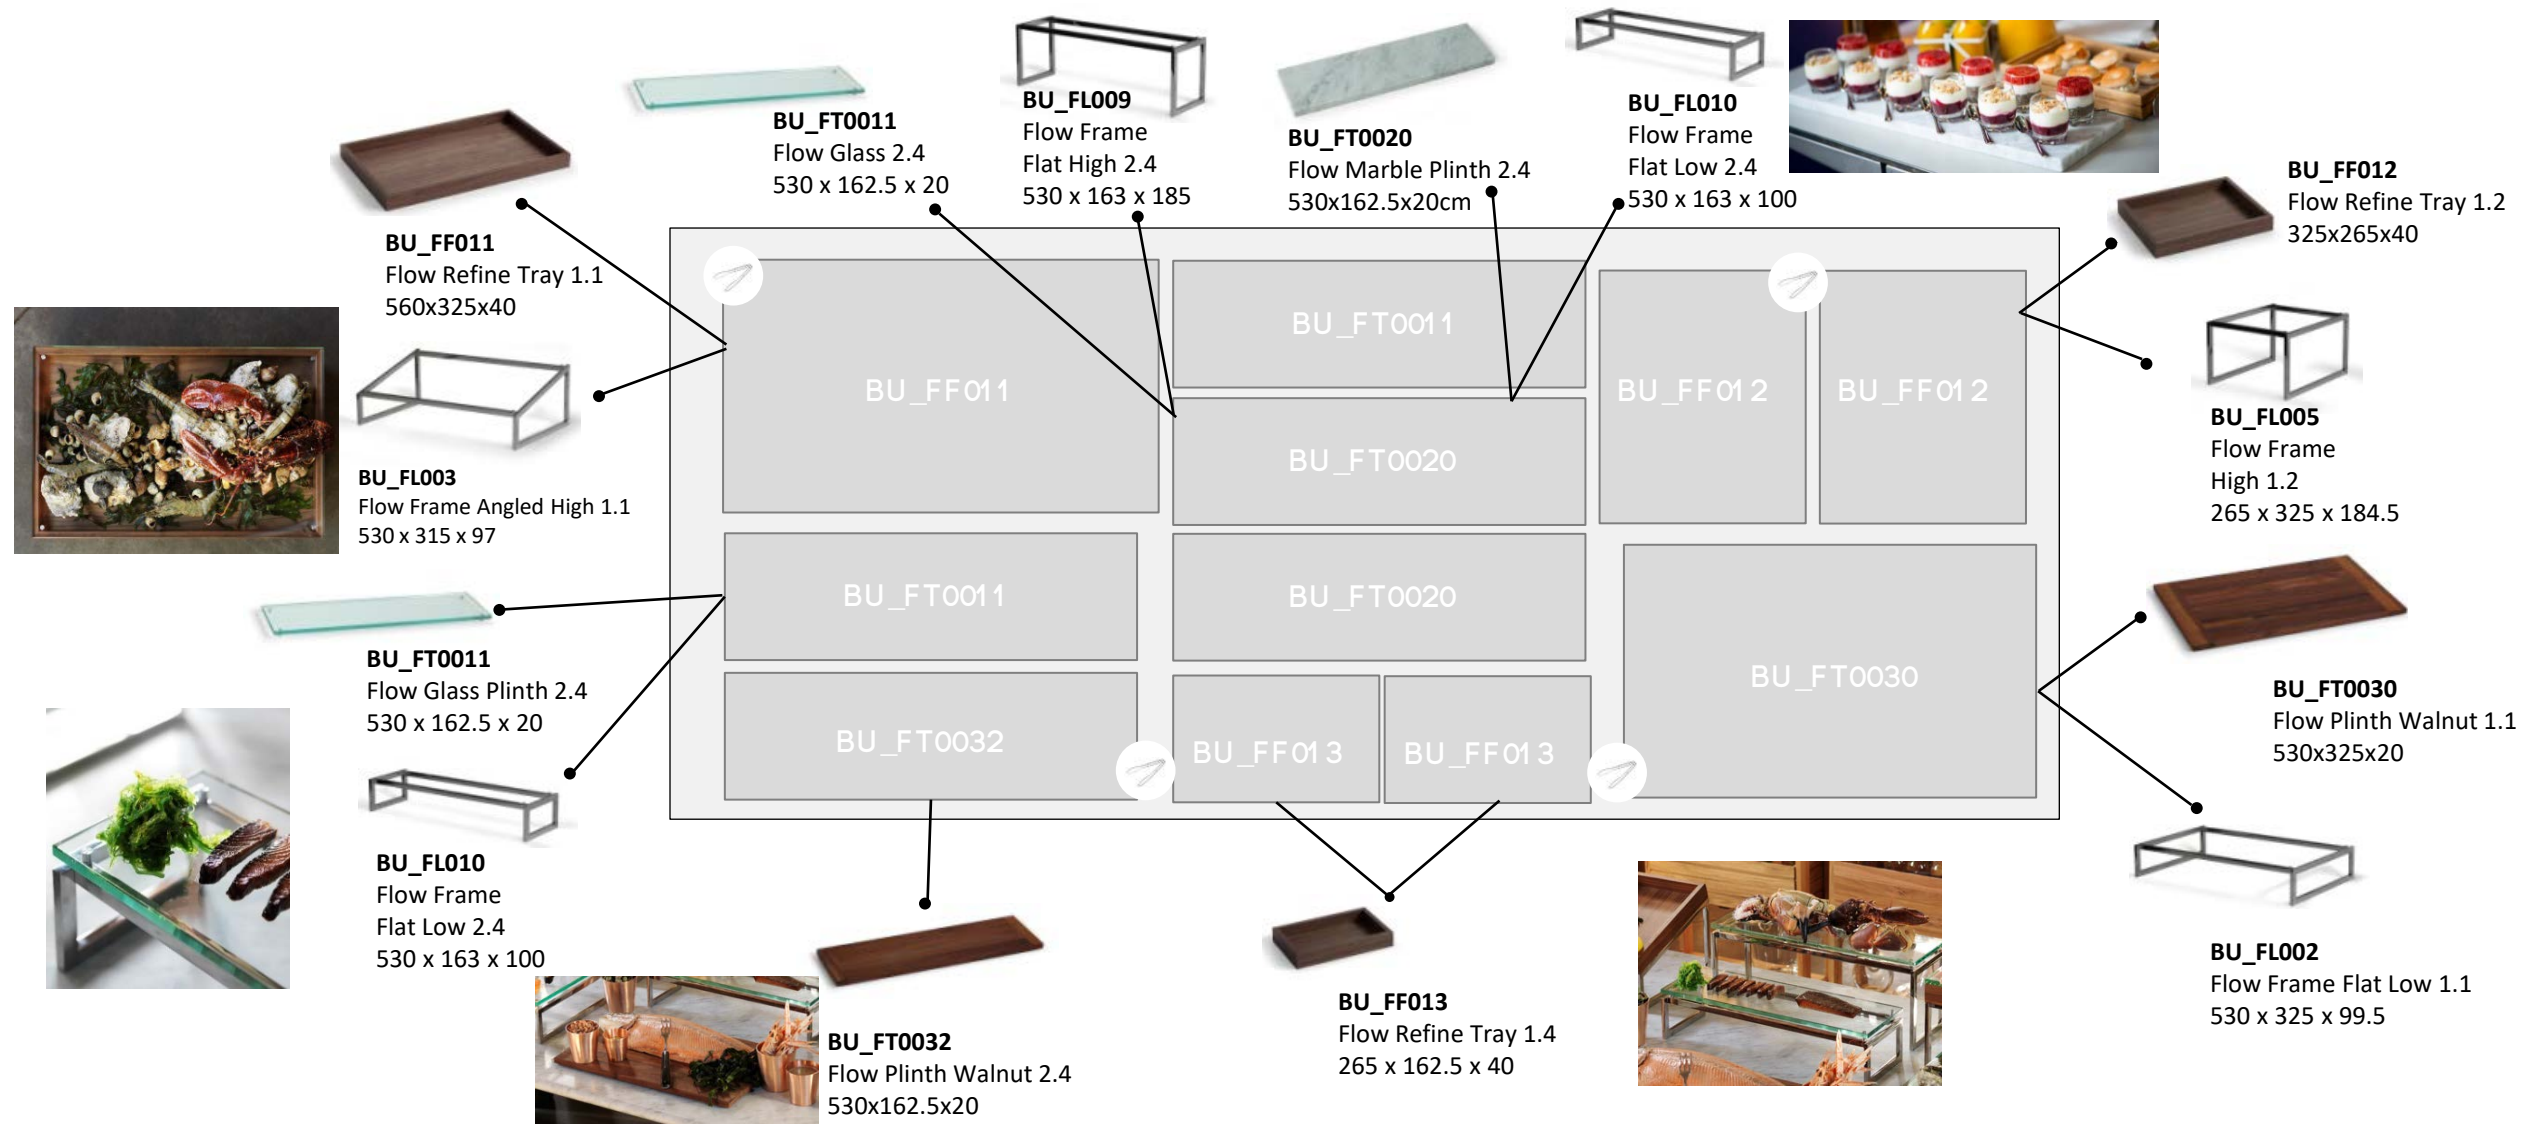 BU_FL009
Flow Frame
Flat High 2.4
530 x 163 x 185
BU_FL010
Flow Frame
Flat Low 2.4
530 x 163 x 100
BU_FT0011
Flow Glass 2.4
530 x 162.5 x 20
BU_FT0020
Flow Marble Plinth 2.4
530x162.5x20cm
BU_FF012
Flow Refine Tray 1.2
325x265x40
BU_FF011
Flow Refine Tray 1.1
560x325x40
BU_FL003
Flow Frame Angled High 1.1
530 x 315 x 97
BU_FL005
Flow Frame
High 1.2
265 x 325 x 184.5
BU_FF011
BU_FT0011
BU_FT0020
BU_FF012
BU_FF012
BU_FT0011
BU_FT0020
BU_FT0030
BU_FT0032
BU_FF013
BU_FF013
BU_FT0011
Flow Glass Plinth 2.4
530 x 162.5 x 20
BU_FT0030
Flow Plinth Walnut 1.1
530x325x20
BU_FL010
Flow Frame
Flat Low 2.4
530 x 163 x 100
BU_FT0032
Flow Plinth Walnut 2.4
530x162.5x20
BU_FF013
Flow Refine Tray 1.4
265 x 162.5 x 40
BU_FL002
Flow Frame Flat Low 1.1
530 x 325 x 99.5